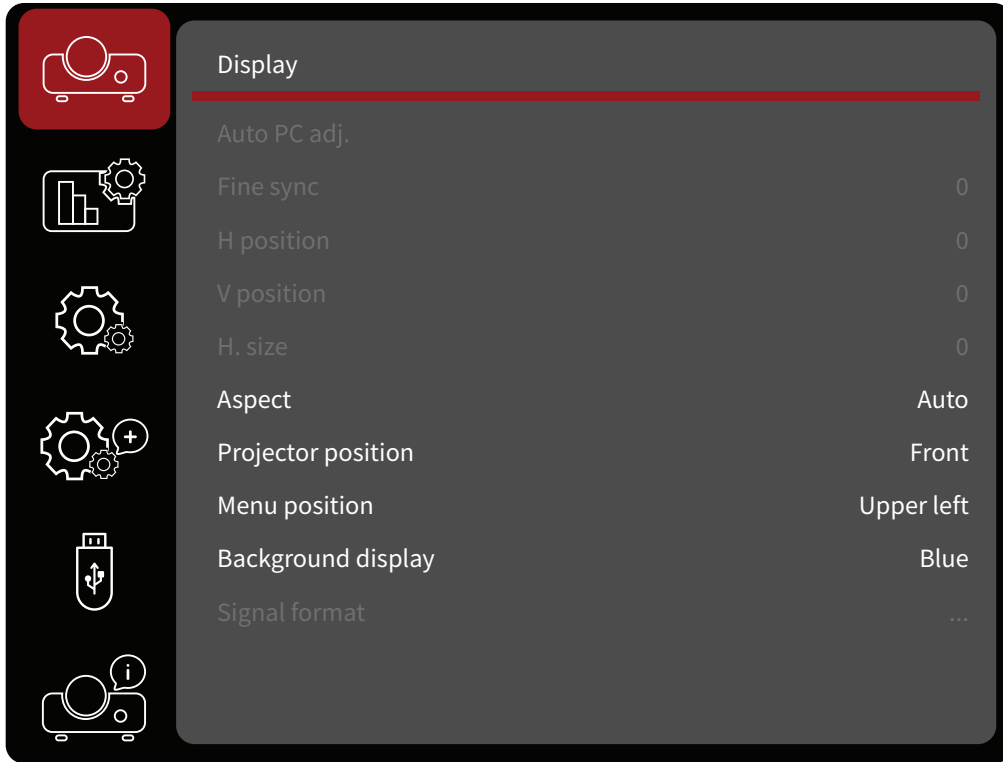 Display
Auto PC adj.
Fine sync 0
H position 0
V position 0
H. size 0
Aspect Auto
Projector position Front
Menu position Upper left
Background display Blue
Signal format ...